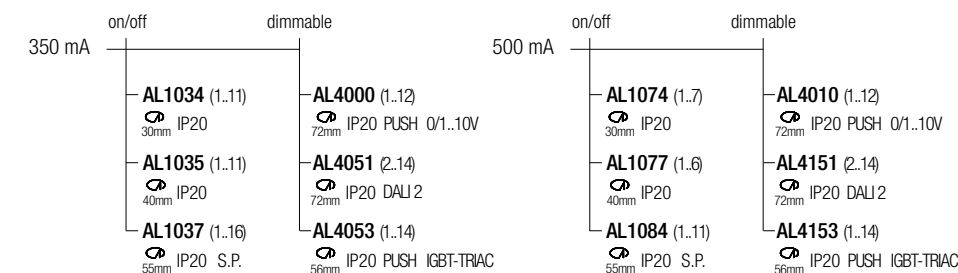 on/off dimmable on/off dimmable
350 mA 500 mA
AL1034 (1..11) AL4000 (1..12) AL1074 (1..7) AL4010 (1..12)
30mm IP20 72mm IP20 PUSH 0/1..10V 30mm IP20 72mm IP20 PUSH 0/1..10V
AL1035 (1..11) AL4051 (2..14) AL1077 (1..6) AL4151 (2..14)
40mm IP20 72mm IP20 DALI 2 40mm IP20 72mm IP20 DALI 2
AL1037 (1..16) AL4053 (1..14) AL1084 (1..11) AL4153 (1..14)
55mm IP20 S.P. 56mm IP20 PUSH IGBT-TRIAC 55mm IP20 S.P. 56mm IP20 PUSH IGBT-TRIAC